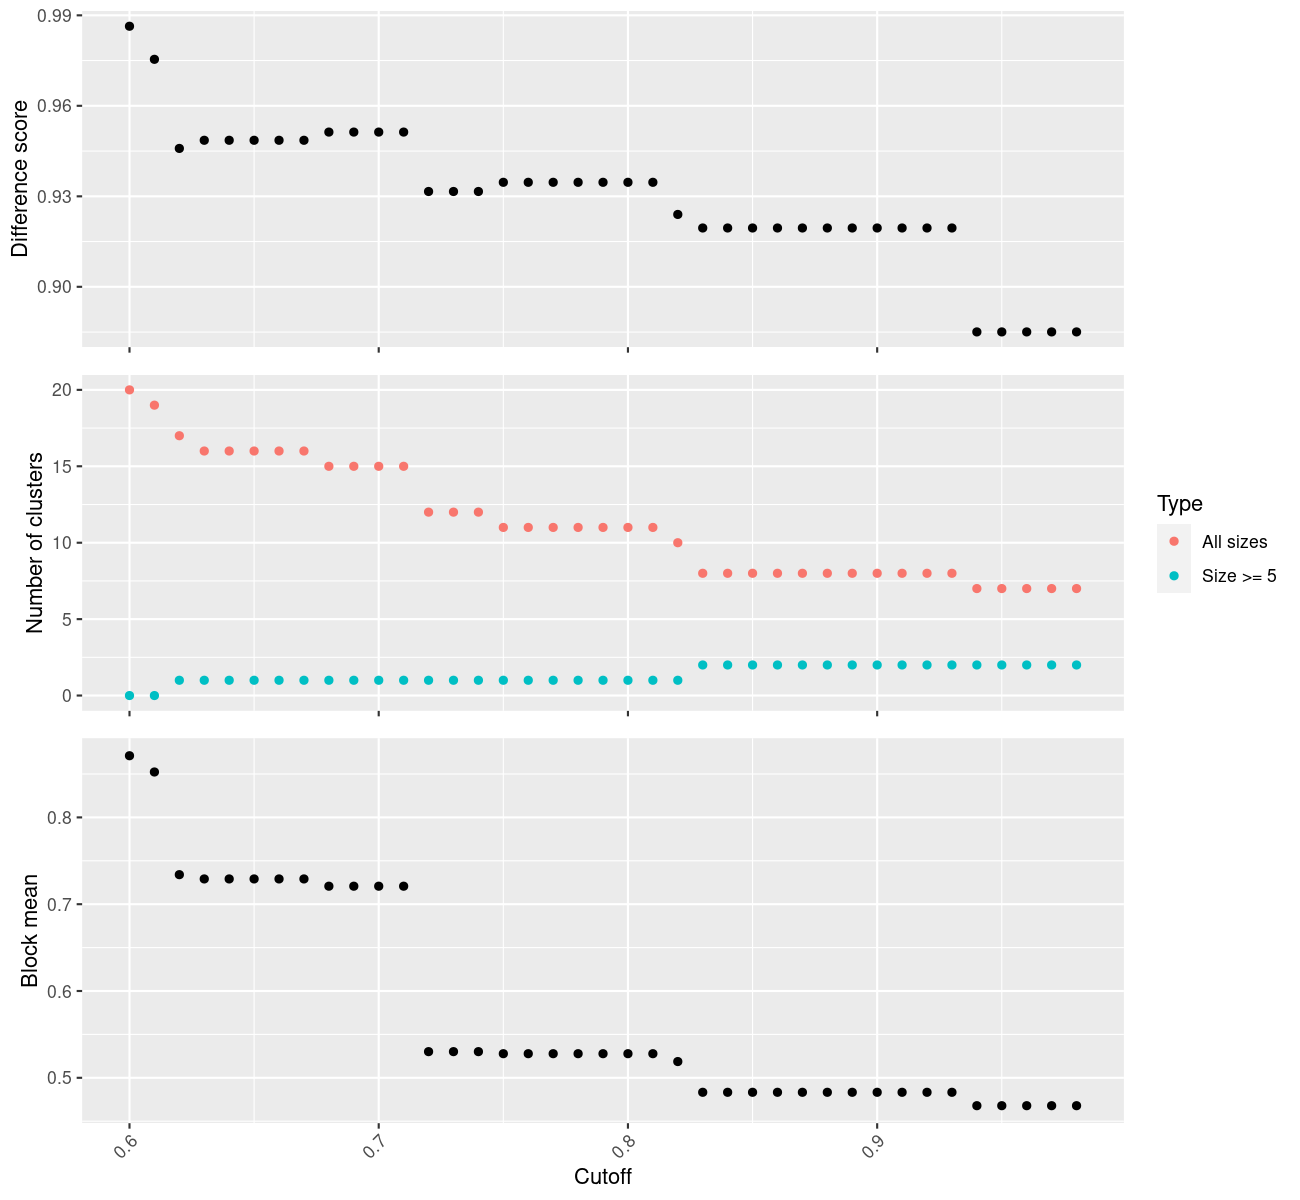 Difference score
0.99
0.96
0.93
0.90
Number of clusters
20
15
10
5
0
Type
All sizes
Size >= 5
Block mean
0.8
0.7
0.6
0.5
0.6 0.7 0.8 0.9
Cutoff